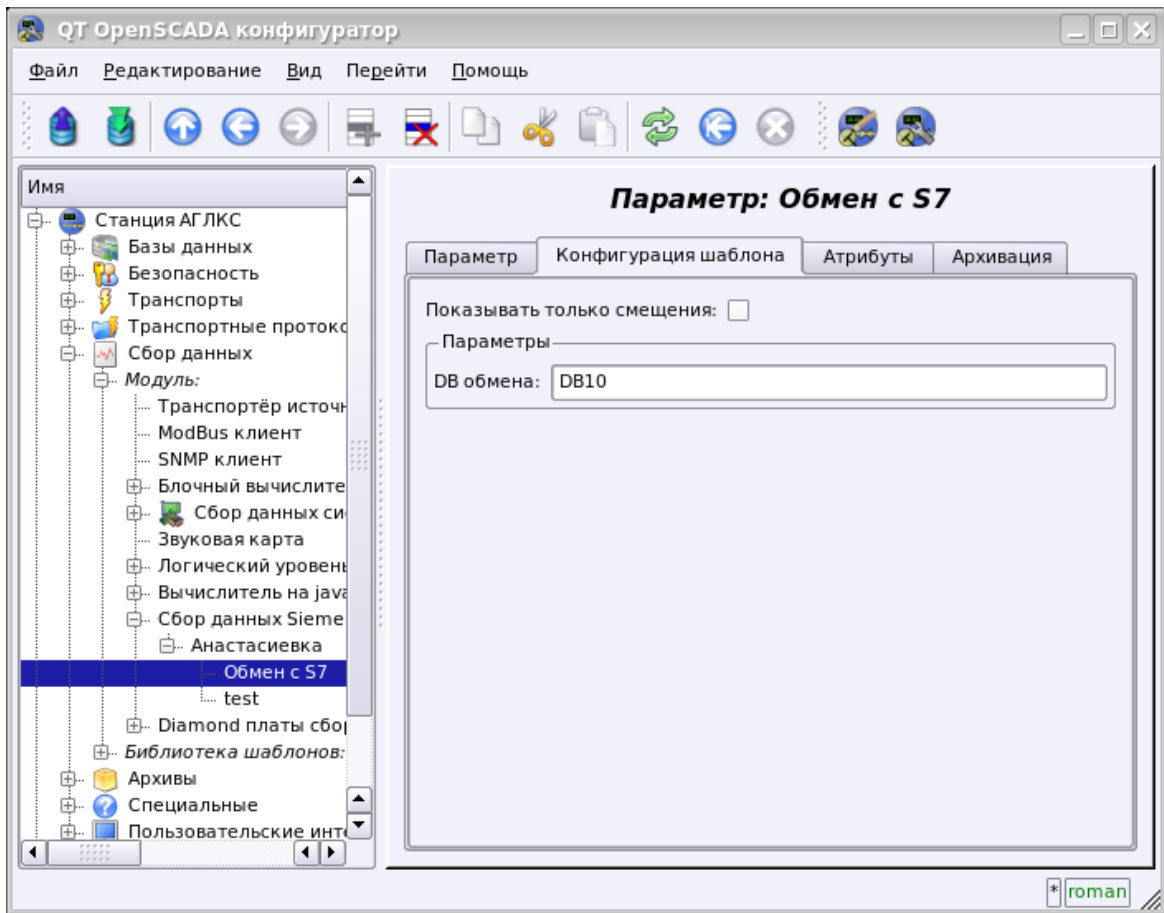 QT OpenSCADA конфигуратор
Файл Редактирование Вид Перейти Помощь
Имя
Станция АГЛКС
Базы данных
Безопасность
Транспорты
Транспортные протоко
Сбор данных
Модуль:
Транспортёр источн
ModBus клиент
SNMP клиент
Блочный вычислите
Сбор данных си
Звуковая карта
Логический уровень
Вычислитель на java
Сбор данных Sieme
Анастасиевка
Обмен с S7
test
Diamond платы сбор
Библиотека шаблонов:
Архивы
Специальные
Пользовательские инте
Параметр: Обмен с S7
Параметр Конфигурация шаблона Атрибуты Архивация
Показывать только смещения:
Параметры
DB обмена: DB10
* roman